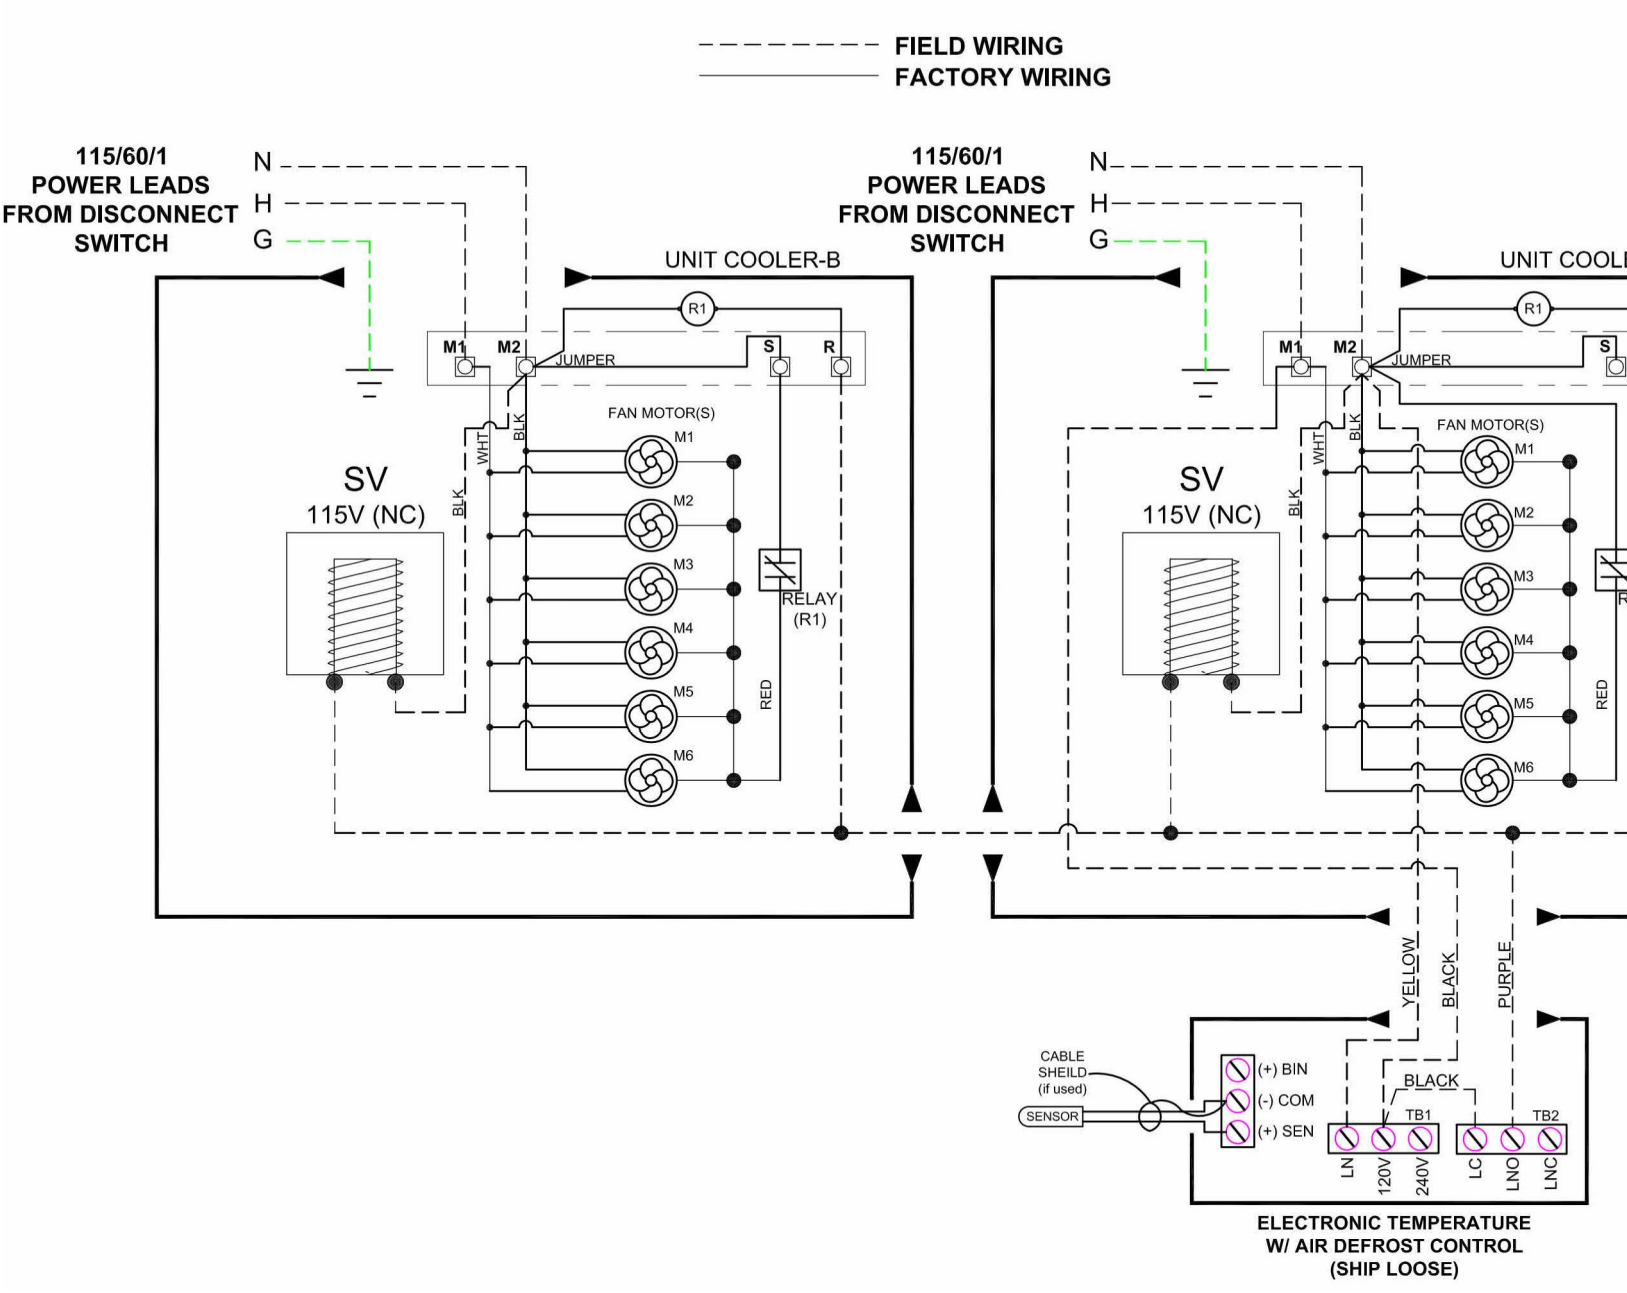 FIELD WIRING
FACTORY WIRING
115/60/1
POWER LEADS
FROM DISCONNECT
SWITCH
N
H
G
UNIT COOLER-B
R1
M1
M2
JUMPER
S
R
FAN MOTOR(S)
WHT
BLK
BLK
M1
M2
M3
M4
M5
M6
SV
115V (NC)
RELAY
(R1)
RED
115/60/1
POWER LEADS
FROM DISCONNECT
SWITCH
N
H
G
UNIT COOLE
R1
M1
M2
JUMPER
S
FAN MOTOR(S)
WHT
BLK
BLK
M1
M2
M3
M4
M5
M6
SV
115V (NC)
R
RED
YELLOW
BLACK
PURPLE
CABLE
SHEILD
(if used)
SENSOR
(+) BIN
(-) COM
(+) SEN
BLACK
TB1
TB2
LN
120V
240V
LC
LNO
LNC
ELECTRONIC TEMPERATURE
W/ AIR DEFROST CONTROL
(SHIP LOOSE)